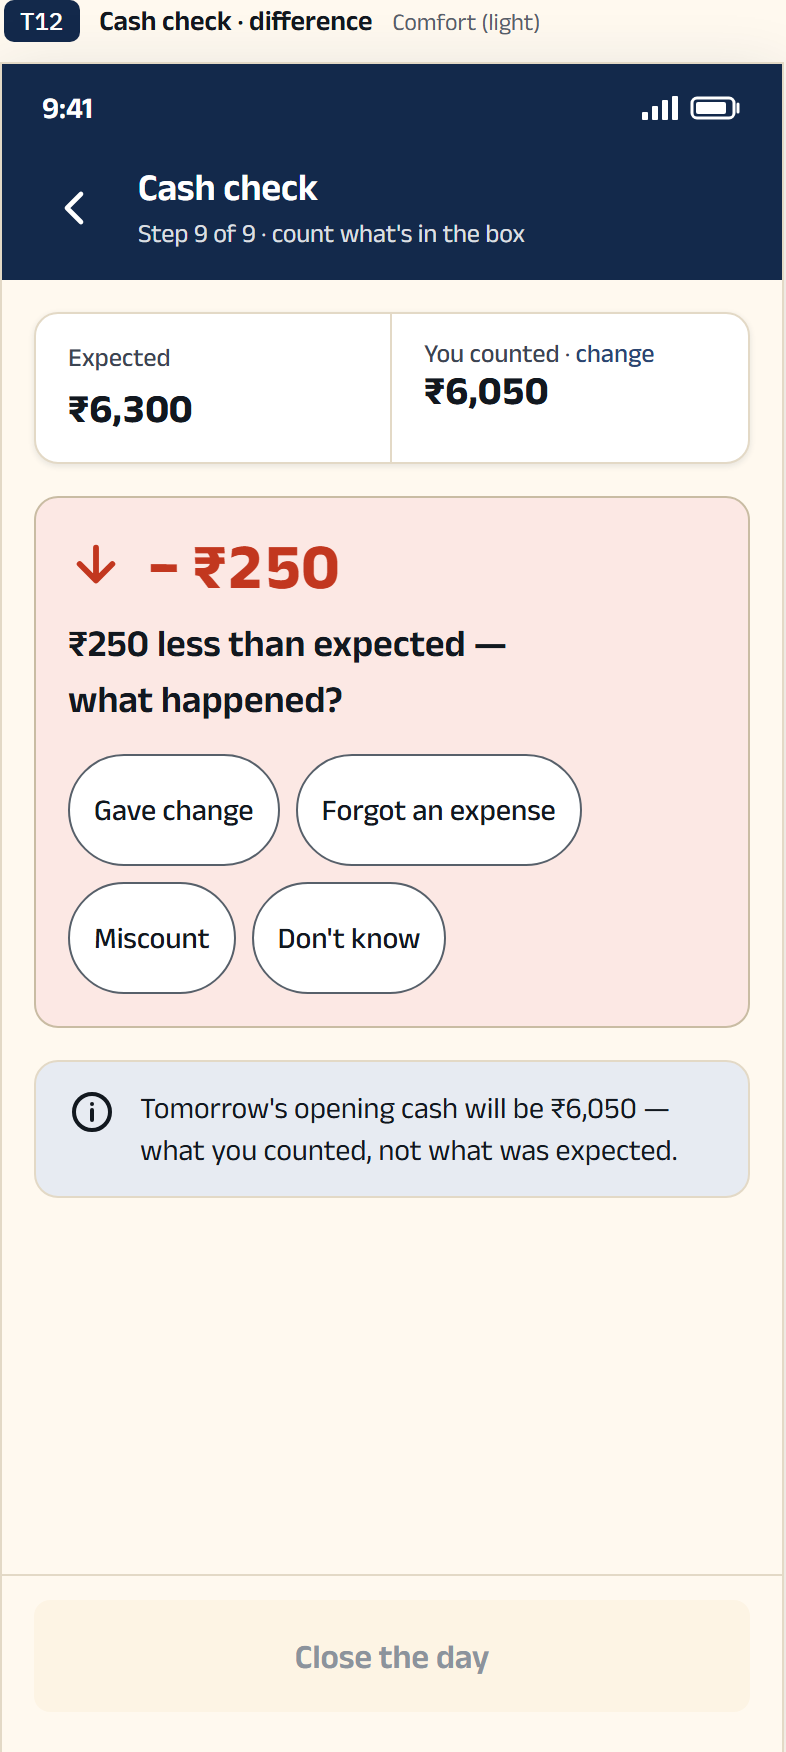 T12 Cash check · difference Comfort (light)
9:41
Cash check
Step 9 of 9 · count what's in the box
Expected
₹6,300
You counted · change
₹6,050
− ₹250
₹250 less than expected —
what happened?
Gave change
Forgot an expense
Miscount
Don't know
Tomorrow's opening cash will be ₹6,050 —
what you counted, not what was expected.
Close the day